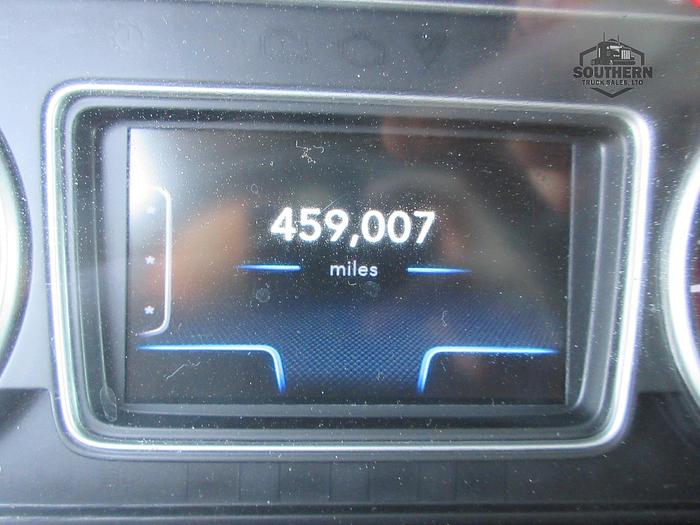 SOUTHERN
TRUCK SALES, LTD
459,007
miles